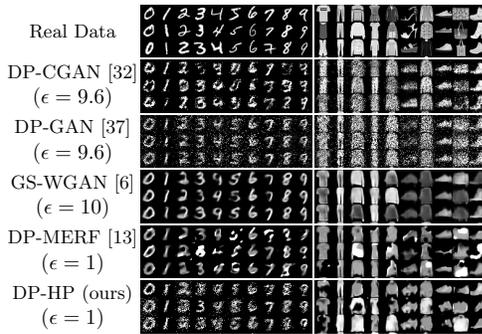 Real Data
0 1 2 3 4 5 6 7 8 9
0 1 2 3 4 5 6 7 8 9
0 1 2 3 4 5 6 7 8 9
DP-CGAN [32]
(ϵ = 9.6)
DP-GAN [37]
(ϵ = 9.6)
GS-WGAN [6]
(ϵ = 10)
DP-MERF [13]
(ϵ = 1)
DP-HP (ours)
(ϵ = 1)